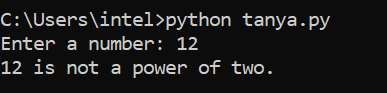 C:\Users\intel>python tanya.py
Enter a number: 12
12 is not a power of two.